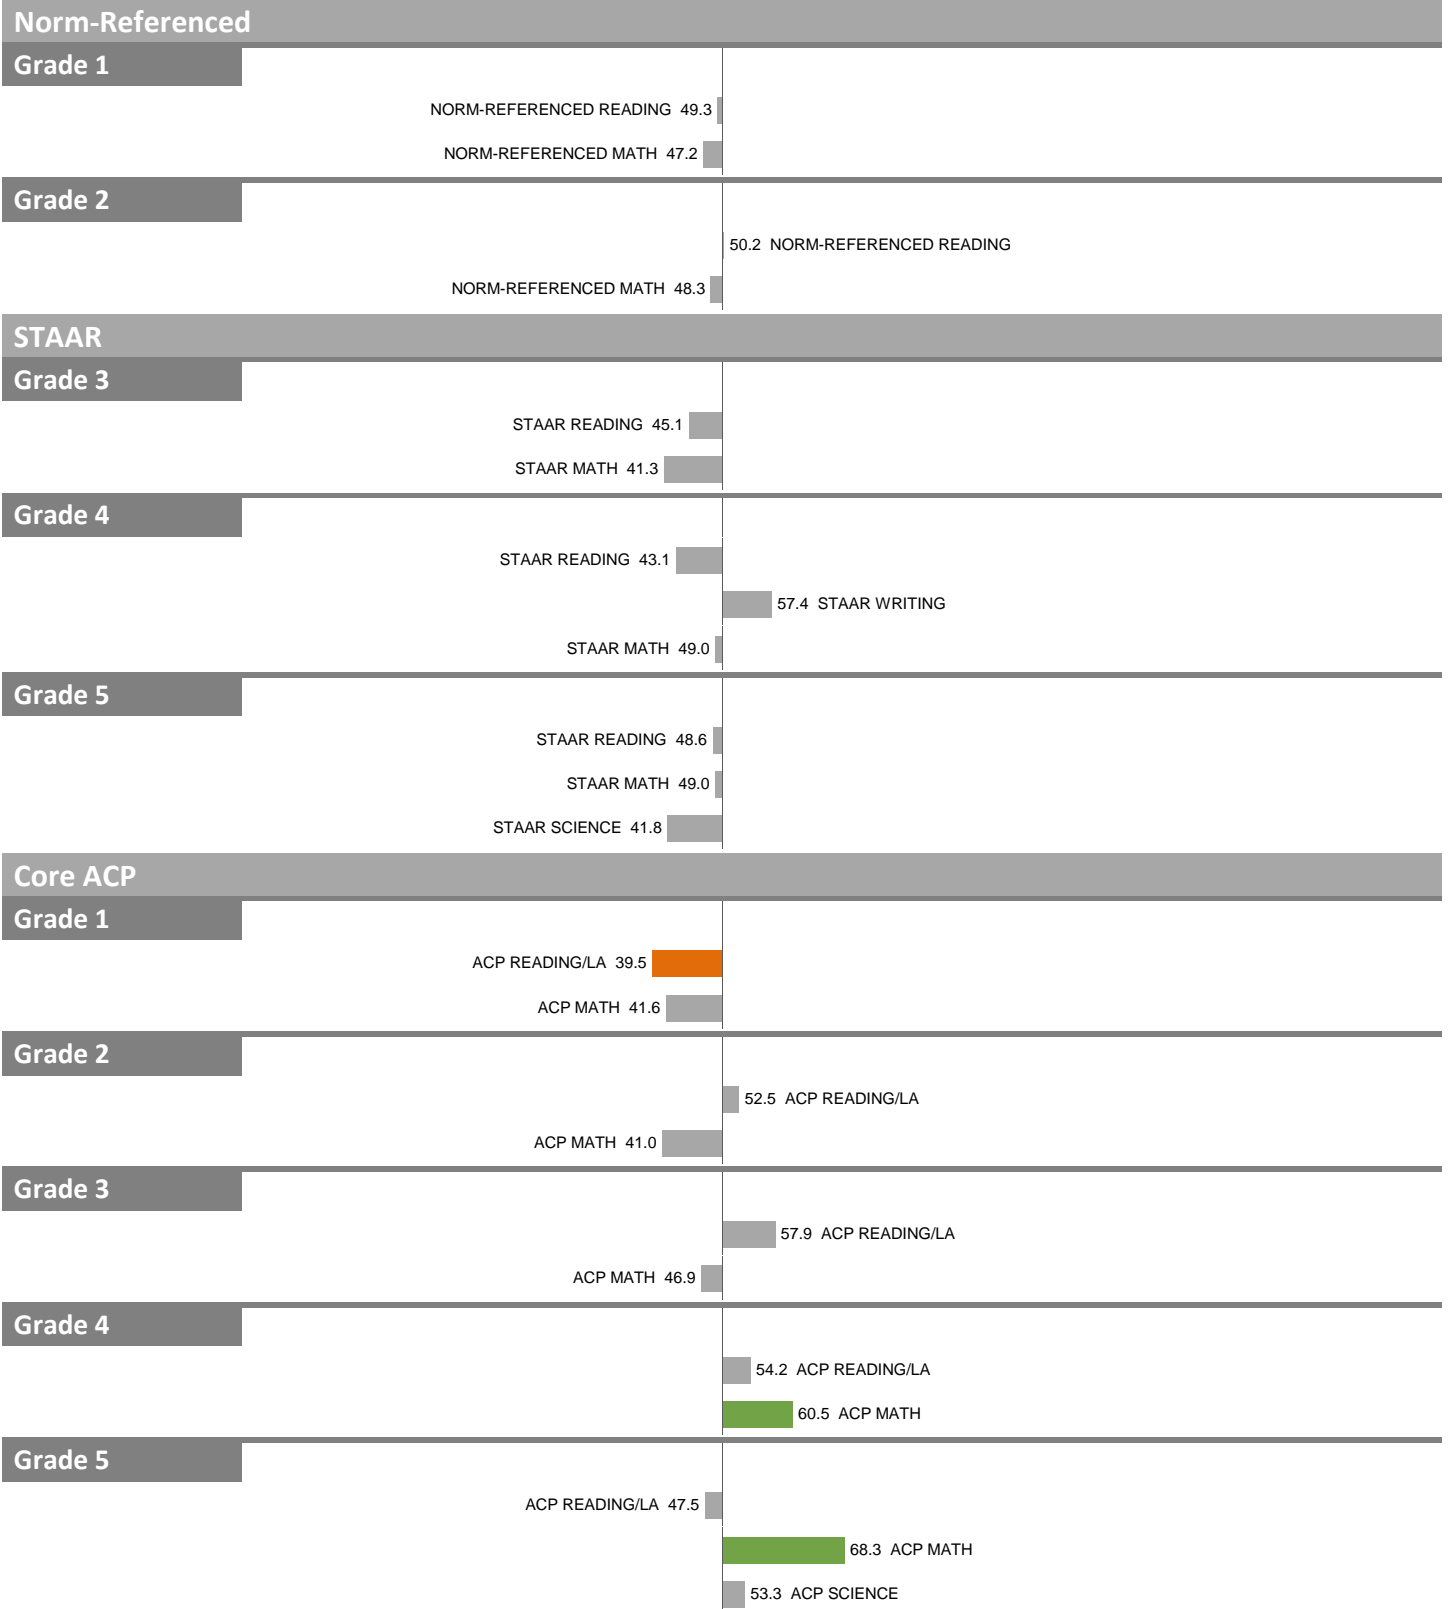 Norm-Referenced
Grade 1
NORM-REFERENCED READING 49.3
NORM-REFERENCED MATH 47.2
Grade 2
50.2 NORM-REFERENCED READING
NORM-REFERENCED MATH 48.3
STAAR
Grade 3
STAAR READING 45.1
STAAR MATH 41.3
Grade 4
STAAR READING 43.1
57.4 STAAR WRITING
STAAR MATH 49.0
Grade 5
STAAR READING 48.6
STAAR MATH 49.0
STAAR SCIENCE 41.8
Core ACP
Grade 1
ACP READING/LA 39.5
ACP MATH 41.6
Grade 2
52.5 ACP READING/LA
ACP MATH 41.0
Grade 3
57.9 ACP READING/LA
ACP MATH 46.9
Grade 4
54.2 ACP READING/LA
60.5 ACP MATH
Grade 5
ACP READING/LA 47.5
68.3 ACP MATH
53.3 ACP SCIENCE